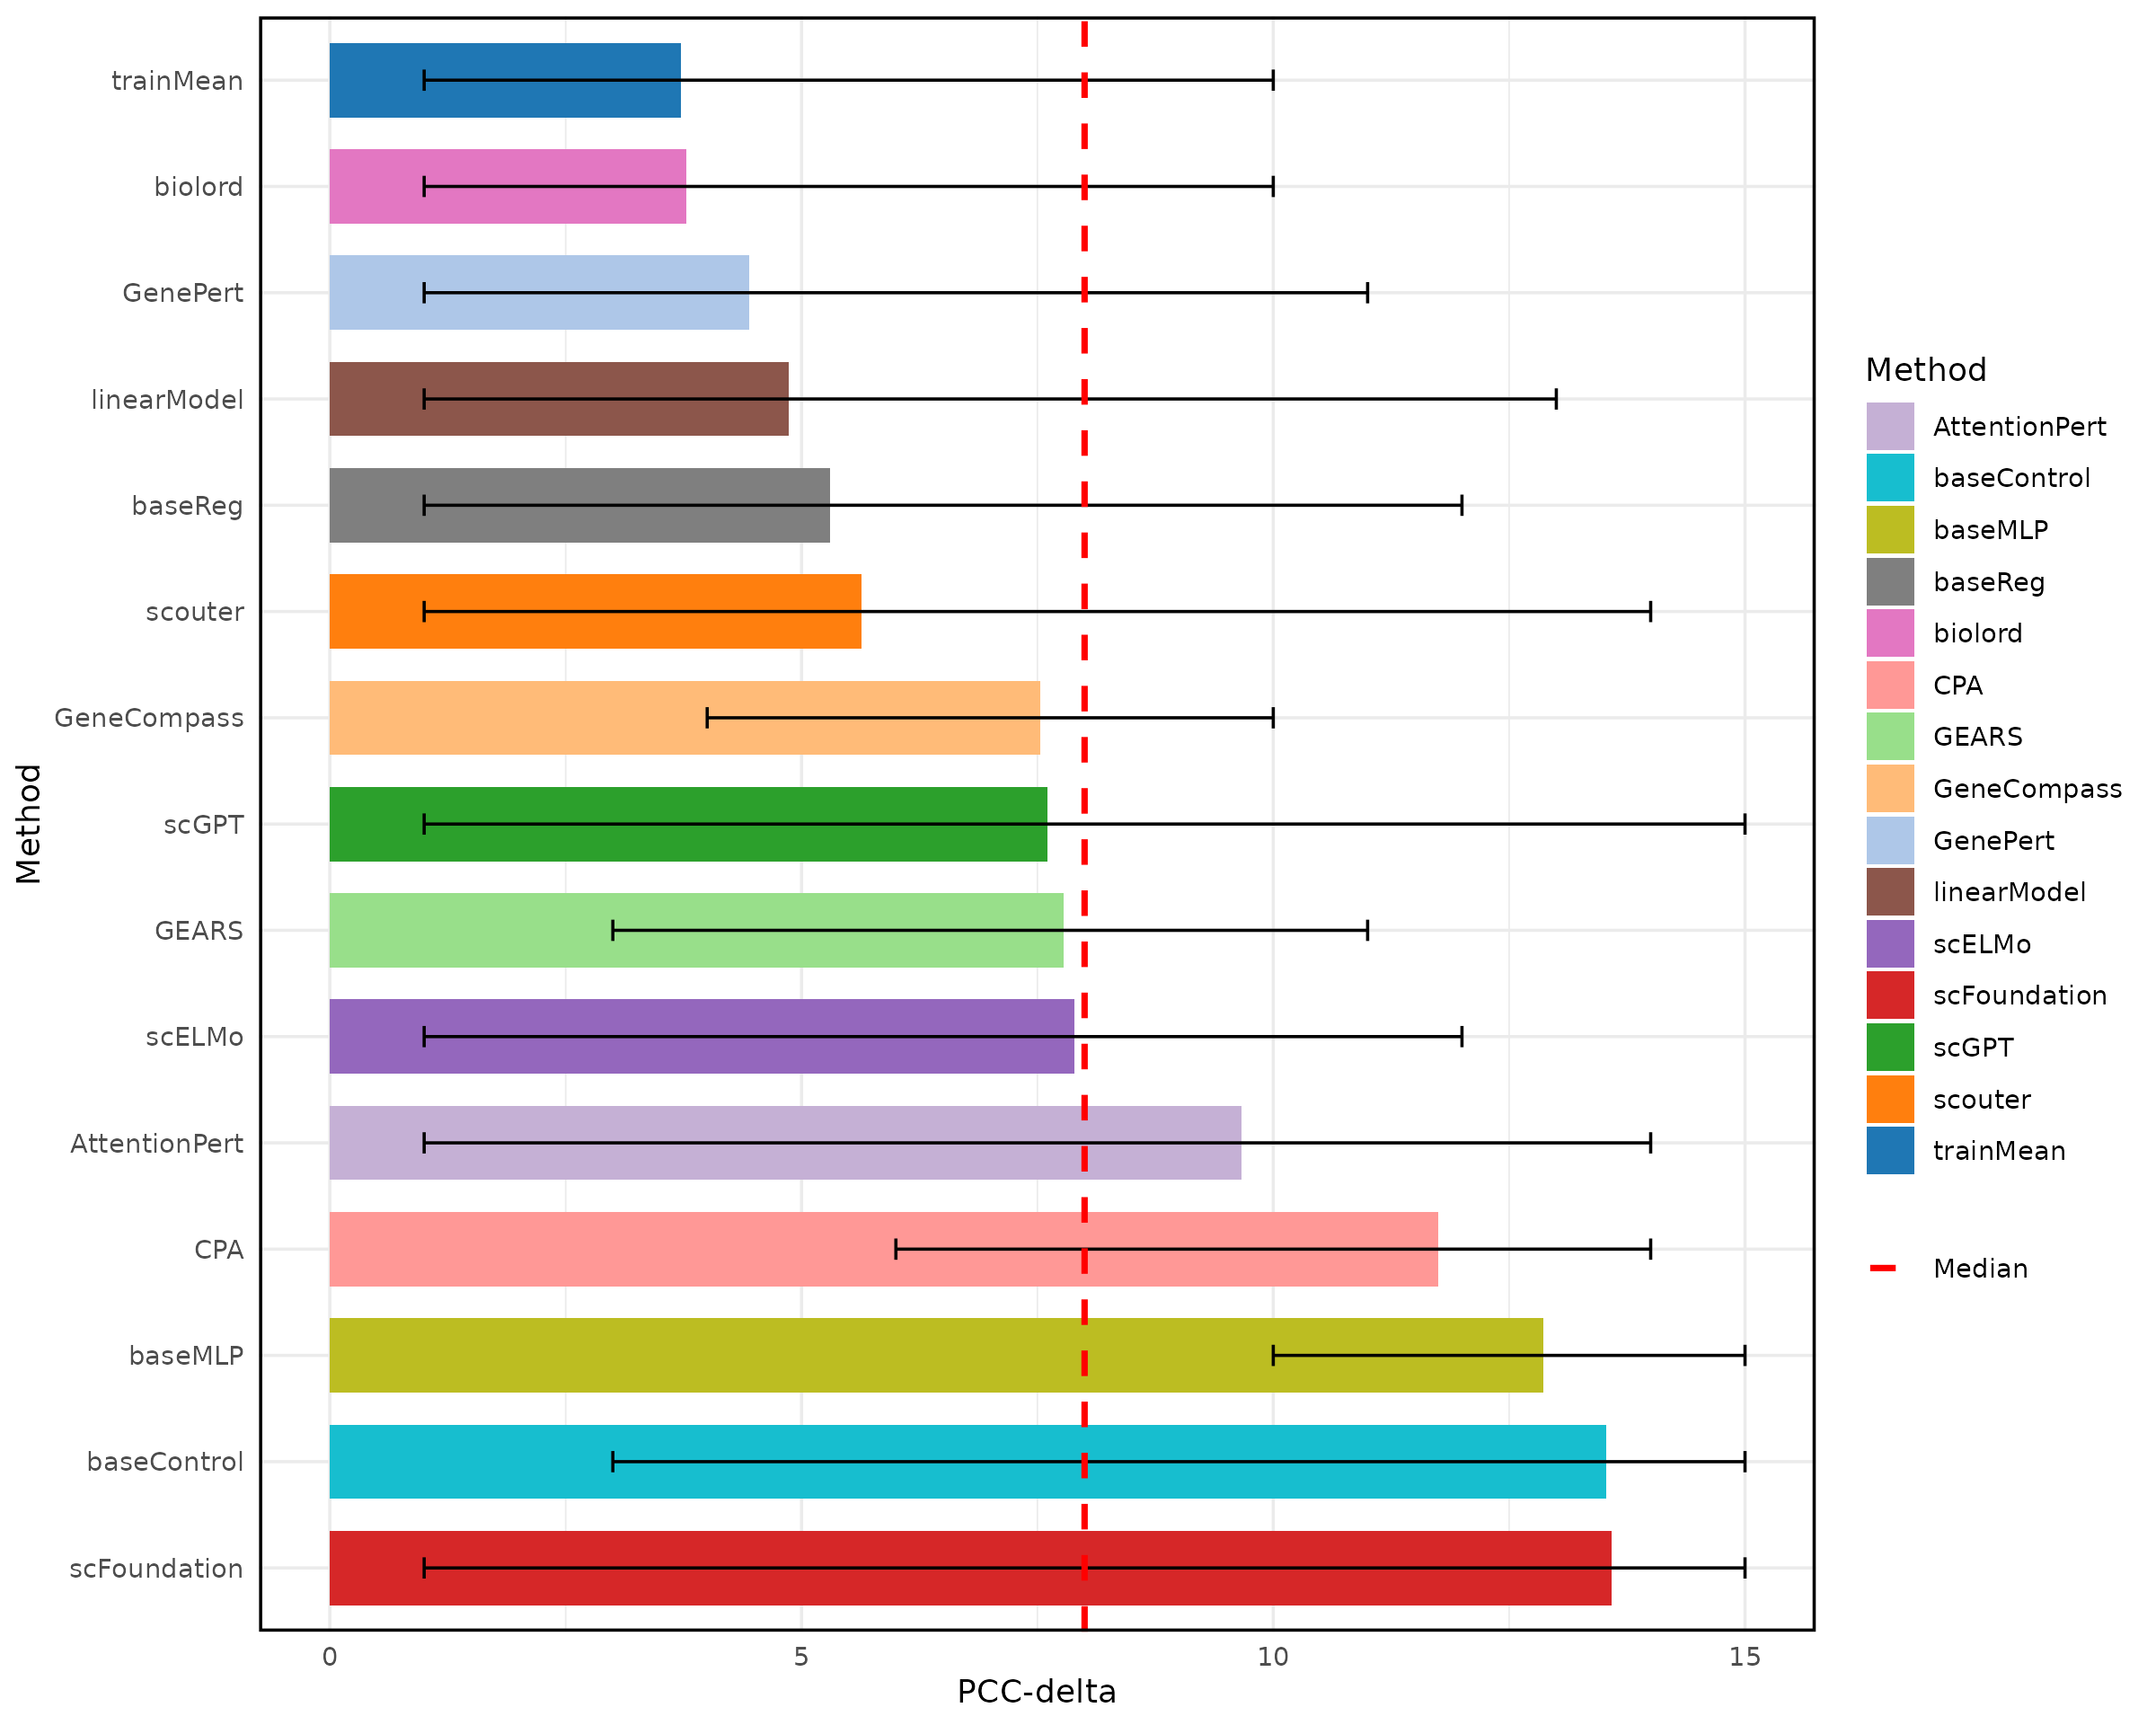 Method
trainMean
biolord
GenePert
linearModel
baseReg
scouter
GeneCompass
scGPT
GEARS
scELMo
AttentionPert
CPA
baseMLP
baseControl
scFoundation
0 5 10 15
PCC-delta
Method
AttentionPert
baseControl
baseMLP
baseReg
biolord
CPA
GEARS
GeneCompass
GenePert
linearModel
scELMo
scFoundation
scGPT
scouter
trainMean
Median